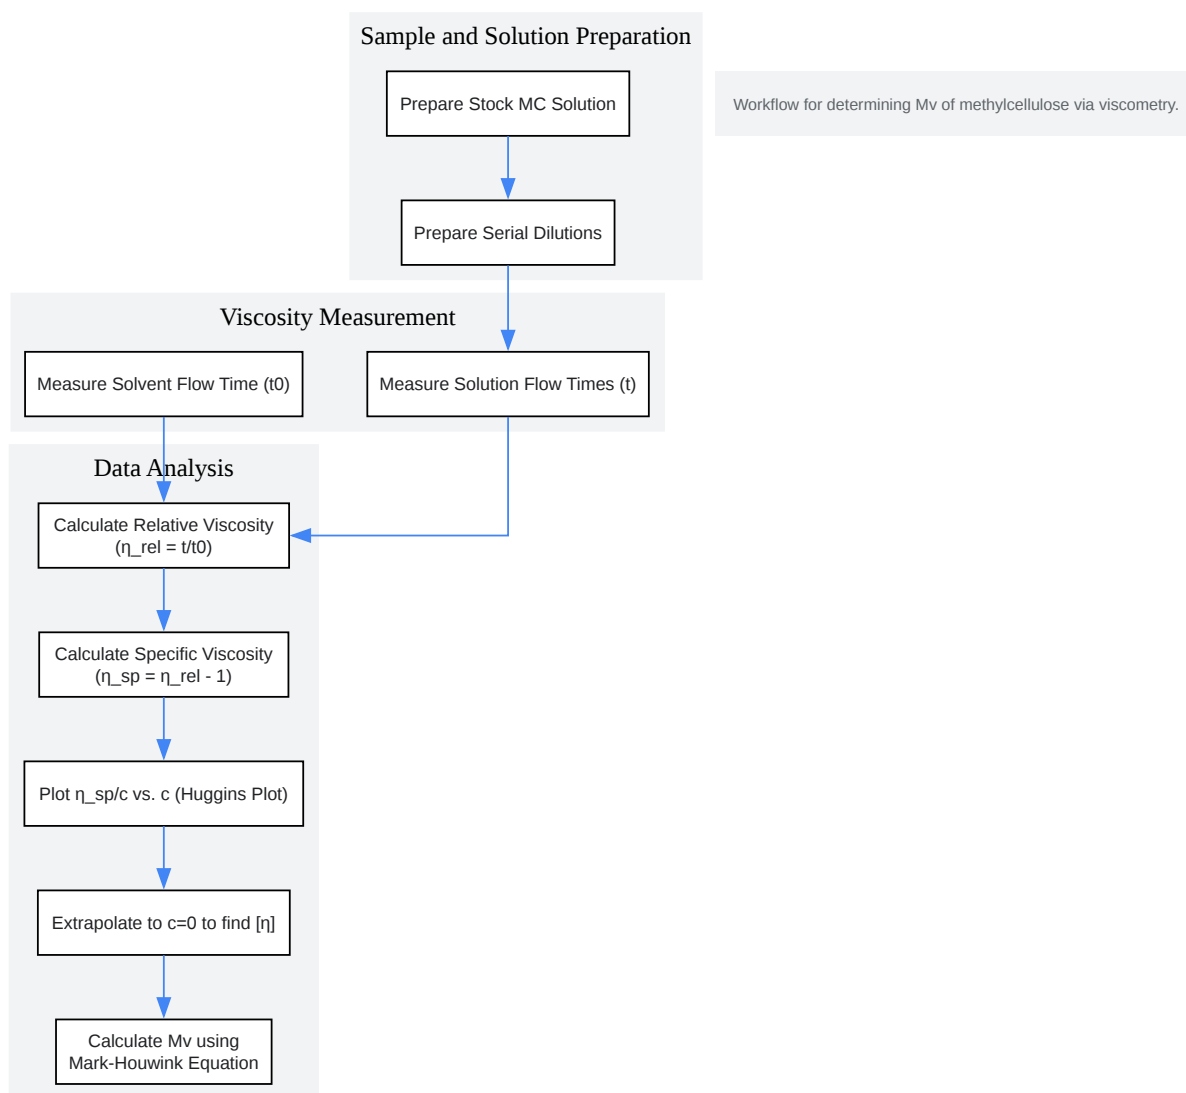 Sample and Solution Preparation
Prepare Stock MC Solution
Workflow for determining Mv of methylcellulose via viscometry.
Prepare Serial Dilutions
Viscosity Measurement
Measure Solvent Flow Time (t0)
Measure Solution Flow Times (t)
Data Analysis
Calculate Relative Viscosity
(η_rel = t/t0)
Calculate Specific Viscosity
(η_sp = η_rel - 1)
Plot η_sp/c vs. c (Huggins Plot)
Extrapolate to c=0 to find [η]
Calculate Mv using
Mark-Houwink Equation